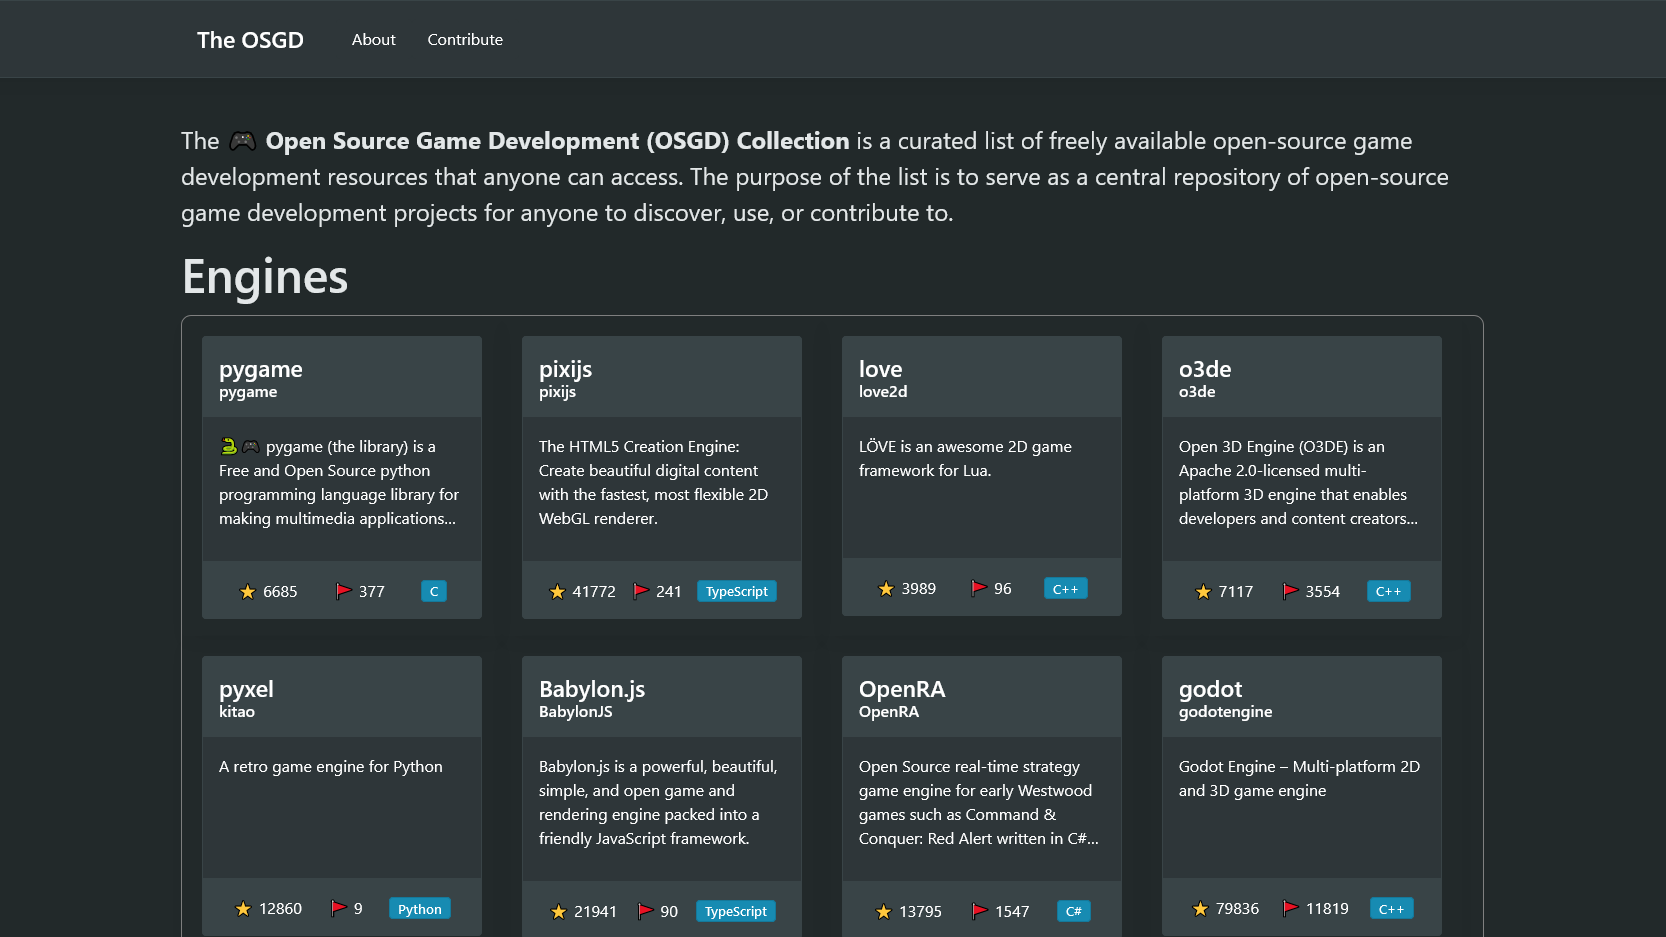 The OSGD
About
Contribute
The 🎮 Open Source Game Development (OSGD) Collection is a curated list of freely available open-source game
development resources that anyone can access. The purpose of the list is to serve as a central repository of open-source
game development projects for anyone to discover, use, or contribute to.
Engines
pygame
pygame
🐍🎮 pygame (the library) is a
Free and Open Source python
programming language library for
making multimedia applications...
⭐ 6685 🚩 377 C
pixijs
pixijs
The HTML5 Creation Engine:
Create beautiful digital content
with the fastest, most flexible 2D
WebGL renderer.
⭐ 41772 🚩 241 TypeScript
love
love2d
LÖVE is an awesome 2D game
framework for Lua.
⭐ 3989 🚩 96 C++
o3de
o3de
Open 3D Engine (O3DE) is an
Apache 2.0-licensed multi-
platform 3D engine that enables
developers and content creators...
⭐ 7117 🚩 3554 C++
pyxel
kitao
A retro game engine for Python
⭐ 12860 🚩 9 Python
Babylon.js
BabylonJS
Babylon.js is a powerful, beautiful,
simple, and open game and
rendering engine packed into a
friendly JavaScript framework.
⭐ 21941 🚩 90 TypeScript
OpenRA
OpenRA
Open Source real-time strategy
game engine for early Westwood
games such as Command &
Conquer: Red Alert written in C#...
⭐ 13795 🚩 1547 C#
godot
godotengine
Godot Engine – Multi-platform 2D
and 3D game engine
⭐ 79836 🚩 11819 C++